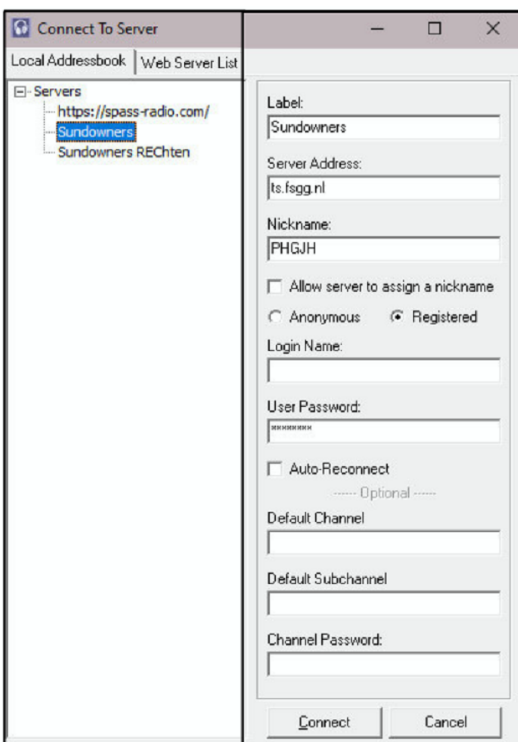 Connect To Server
Local Addressbook
Web Server List
Servers
https://spass-radio.com/
Sundowners
Sundowners REChten
Label:
Sundowners
Server Address:
ts.fsgg.nl
Nickname:
PHGJH
Allow server to assign a nickname
Anonymous
Registered
Login Name:
User Password:
********
Auto-Reconnect
------ Optional ------
Default Channel
Default Subchannel
Channel Password:
Connect
Cancel